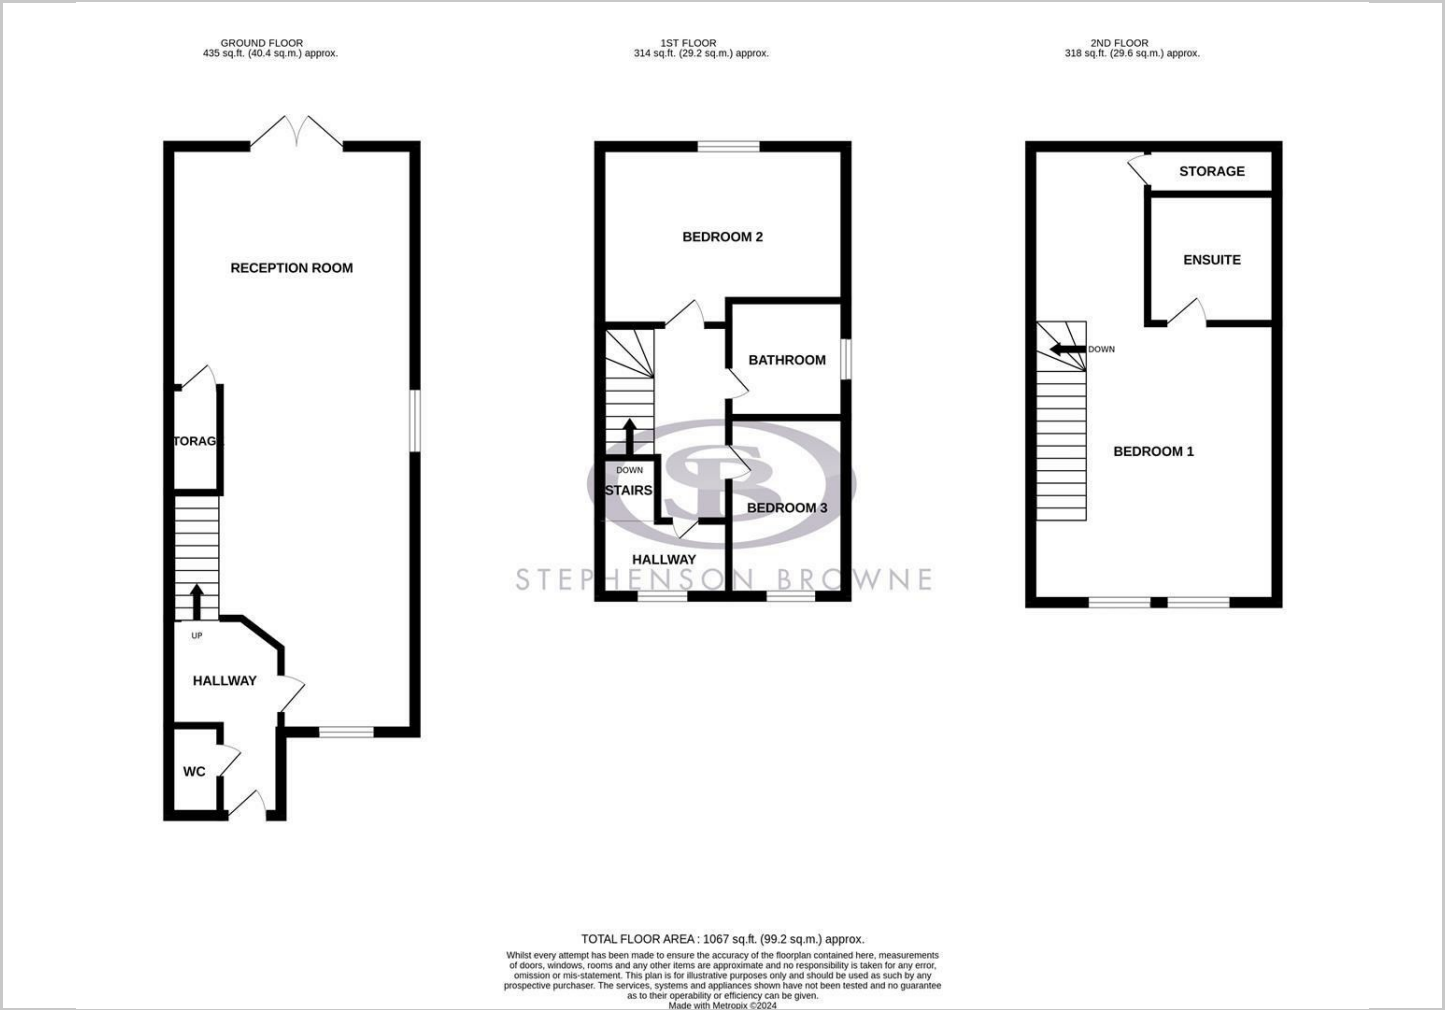 GROUND FLOOR
435 sq.ft. (40.4 sq.m.) approx.
1ST FLOOR
314 sq.ft. (29.2 sq.m.) approx.
2ND FLOOR
318 sq.ft. (29.6 sq.m.) approx.
RECEPTION ROOM
TORAG
UP
HALLWAY
WC
BEDROOM 2
BATHROOM
DOWN
STAIRS
BEDROOM 3
HALLWAY
SB
STEPHENSON BROWNE
STORAGE
ENSUITE
DOWN
BEDROOM 1
TOTAL FLOOR AREA : 1067 sq.ft. (99.2 sq.m.) approx.
Whilst every attempt has been made to ensure the accuracy of the floorplan contained here, measurements
of doors, windows, rooms and any other items are approximate and no responsibility is taken for any error,
omission or mis-statement. This plan is for illustrative purposes only and should be used as such by any
prospective purchaser. The services, systems and appliances shown have not been tested and no guarantee
as to their operability or efficiency can be given.
Made with Metropix ©2024